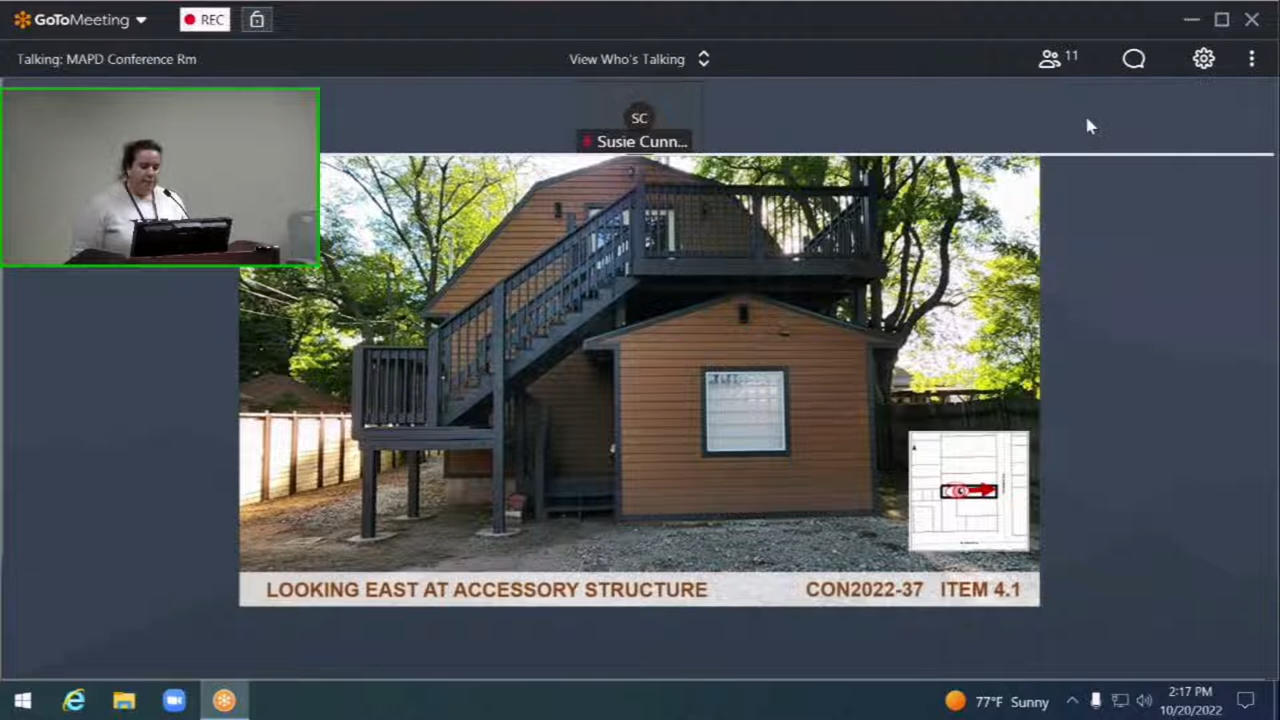 GoToMeeting
REC
Talking: MAPD Conference Rm
View Who's Talking
11
SC
Susie Cunn...
LOOKING EAST AT ACCESSORY STRUCTURE
CON2022-37 ITEM 4.1
77°F Sunny
2:17 PM
10/20/2022